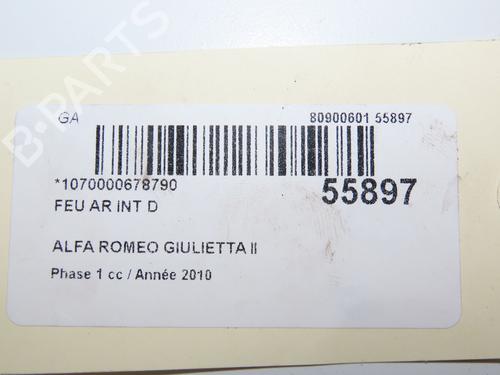 GA
80900601 55897
*1070000678790
55897
FEU AR INT D
ALFA ROMEO GIULIETTA II
Phase 1 cc / Année 2010
B-PARTS